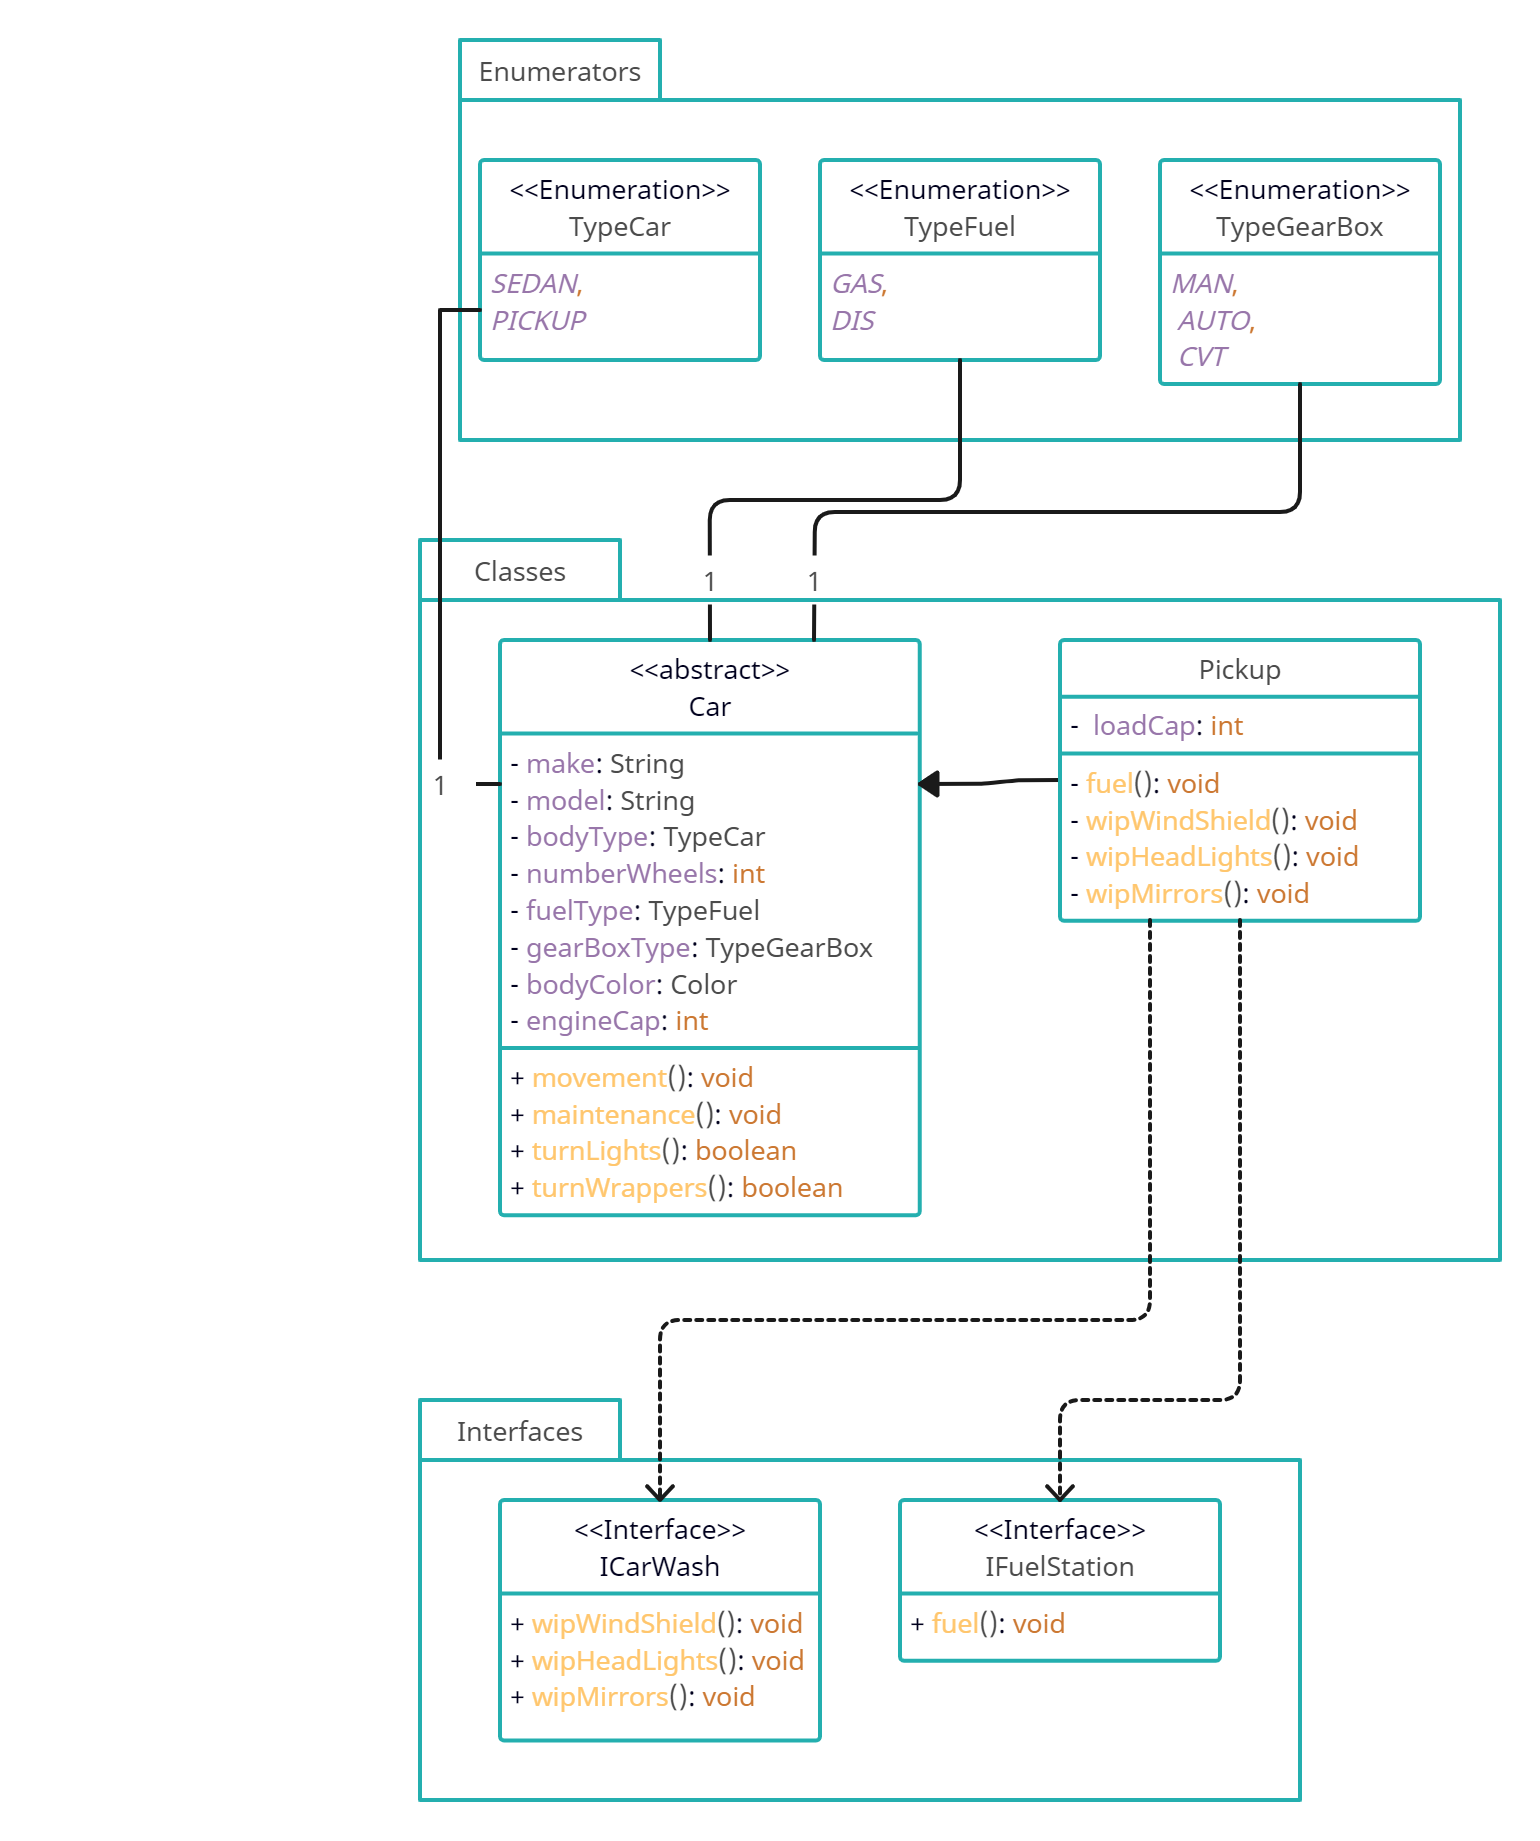 Enumerators
<<Enumeration>>
TypeCar
SEDAN,
PICKUP
<<Enumeration>>
TypeFuel
GAS,
DIS
<<Enumeration>>
TypeGearBox
MAN,
AUTO,
CVT
Classes
1
1
1
<<abstract>>
Car
- make: String
- model: String
- bodyType: TypeCar
- numberWheels: int
- fuelType: TypeFuel
- gearBoxType: TypeGearBox
- bodyColor: Color
- engineCap: int
+ movement(): void
+ maintenance(): void
+ turnLights(): boolean
+ turnWrappers(): boolean
Pickup
- loadCap: int
- fuel(): void
- wipWindShield(): void
- wipHeadLights(): void
- wipMirrors(): void
Interfaces
<<Interface>>
ICarWash
+ wipWindShield(): void
+ wipHeadLights(): void
+ wipMirrors(): void
<<Interface>>
IFuelStation
+ fuel(): void